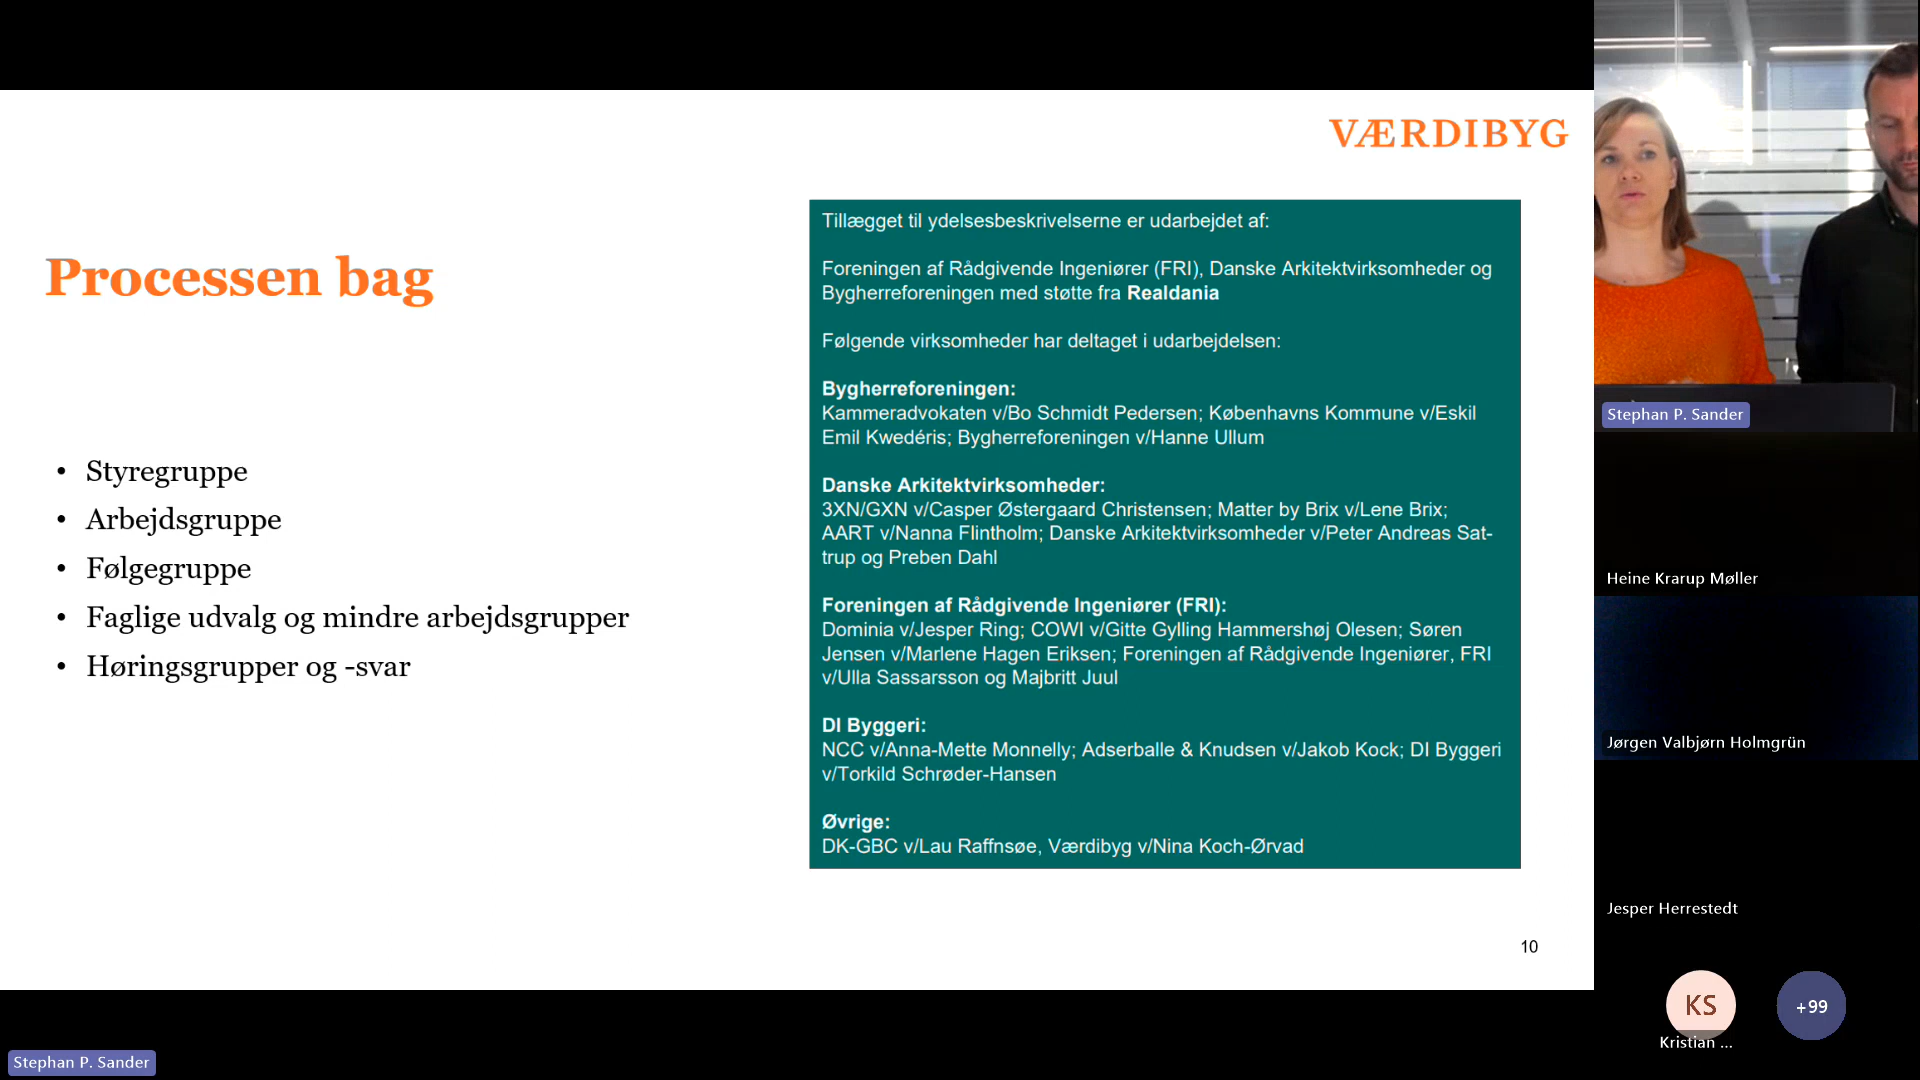 VÆRDIBYG
Processen bag
• Styregruppe
• Arbejdsgruppe
• Følgegruppe
• Faglige udvalg og mindre arbejdsgrupper
• Høringsgrupper og -svar
Tillægget til ydelsesbeskrivelserne er udarbejdet af:
Foreningen af Rådgivende Ingeniører (FRI), Danske Arkitektvirksomheder og
Bygherreforeningen med støtte fra Realdania
Følgende virksomheder har deltaget i udarbejdelsen:
Bygherreforeningen:
Kammeradvokaten v/Bo Schmidt Pedersen; Københavns Kommune v/Eskil
Emil Kwedéris; Bygherreforeningen v/Hanne Ullum
Danske Arkitektvirksomheder:
3XN/GXN v/Casper Østergaard Christensen; Matter by Brix v/Lene Brix;
AART v/Nanna Flintholm; Danske Arkitektvirksomheder v/Peter Andreas Sat-
trup og Preben Dahl
Foreningen af Rådgivende Ingeniører (FRI):
Dominia v/Jesper Ring; COWI v/Gitte Gylling Hammershøj Olesen; Søren
Jensen v/Marlene Hagen Eriksen; Foreningen af Rådgivende Ingeniører, FRI
v/Ulla Sassarsson og Majbritt Juul
DI Byggeri:
NCC v/Anna-Mette Monnelly; Adserballe & Knudsen v/Jakob Kock; DI Byggeri
v/Torkild Schrøder-Hansen
Øvrige:
DK-GBC v/Lau Raffnsøe, Værdibyg v/Nina Koch-Ørvad
10
Stephan P. Sander
Heine Krarup Møller
Jørgen Valbjørn Holmgrün
Jesper Herrestedt
KS
+99
Kristian ...
Stephan P. Sander